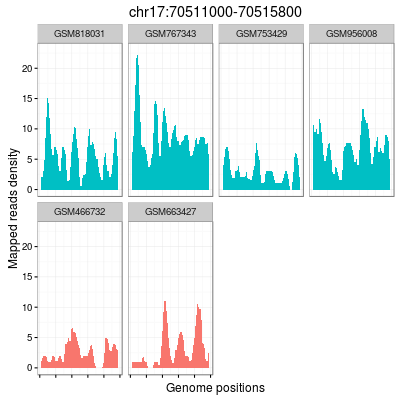 chr17:70511000-70515800
GSM818031 GSM767343 GSM753429 GSM956008
20
15
10
5
0
Mapped reads density
GSM466732 GSM663427
20
15
10
5
0
Genome positions